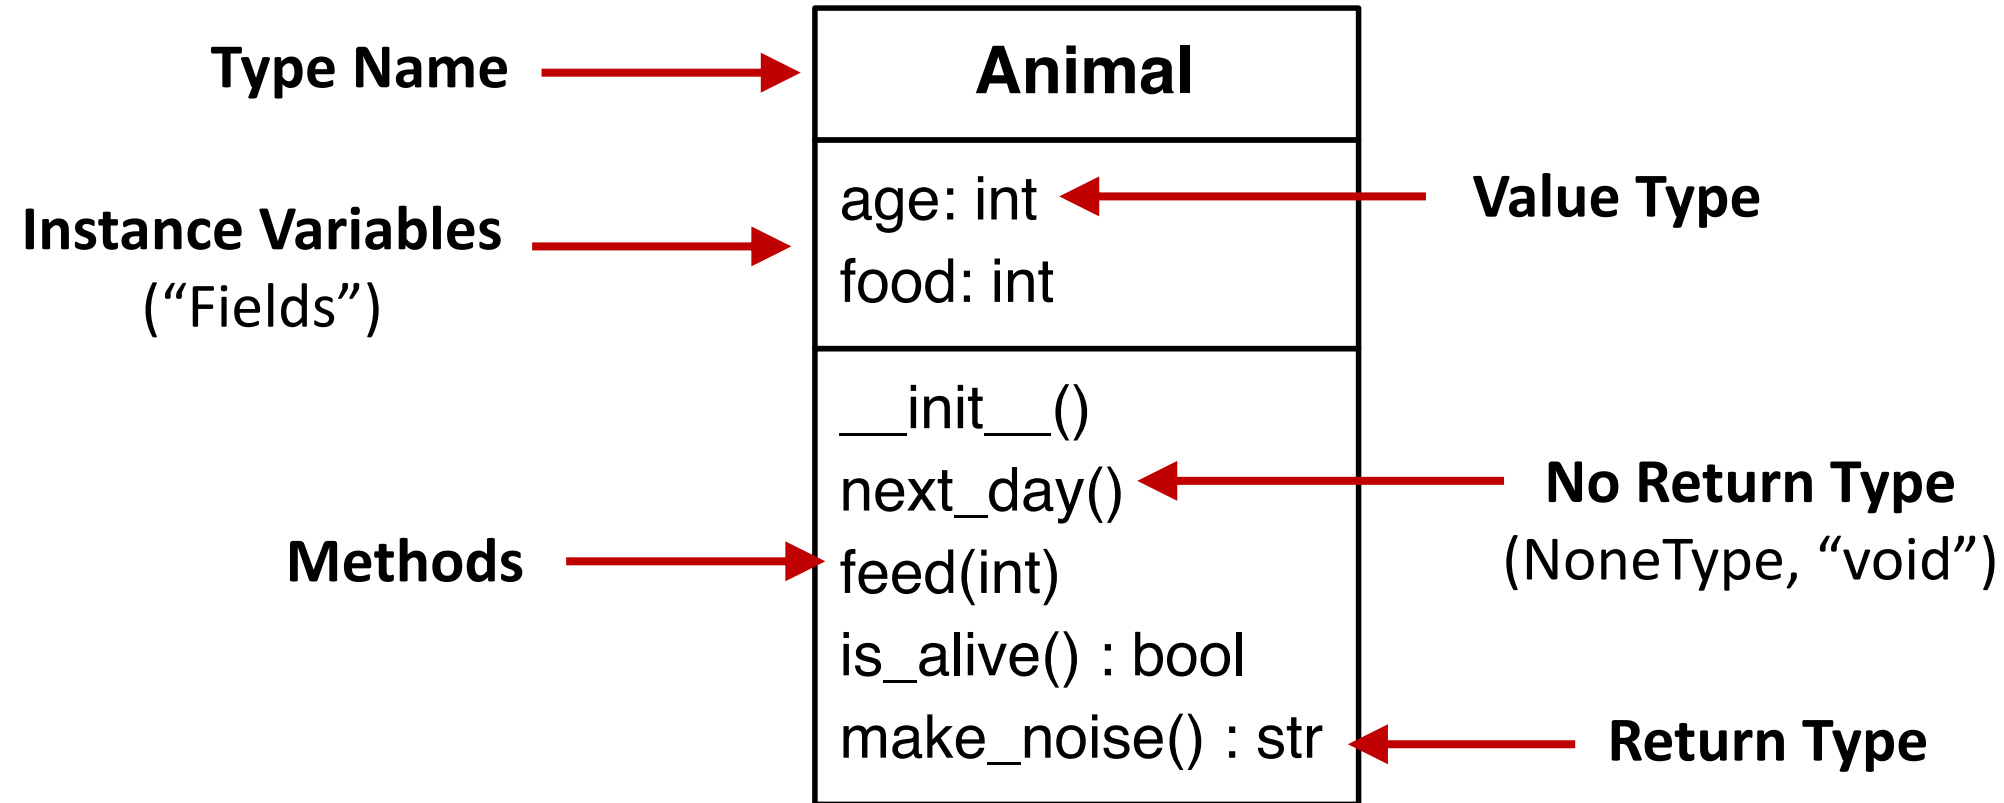 Type Name
Animal
Instance Variables
(“Fields”)
age: int
food: int
Value Type
Methods
__init__()
next_day()
feed(int)
is_alive() : bool
make_noise() : str
No Return Type
(NoneType, “void”)
Return Type